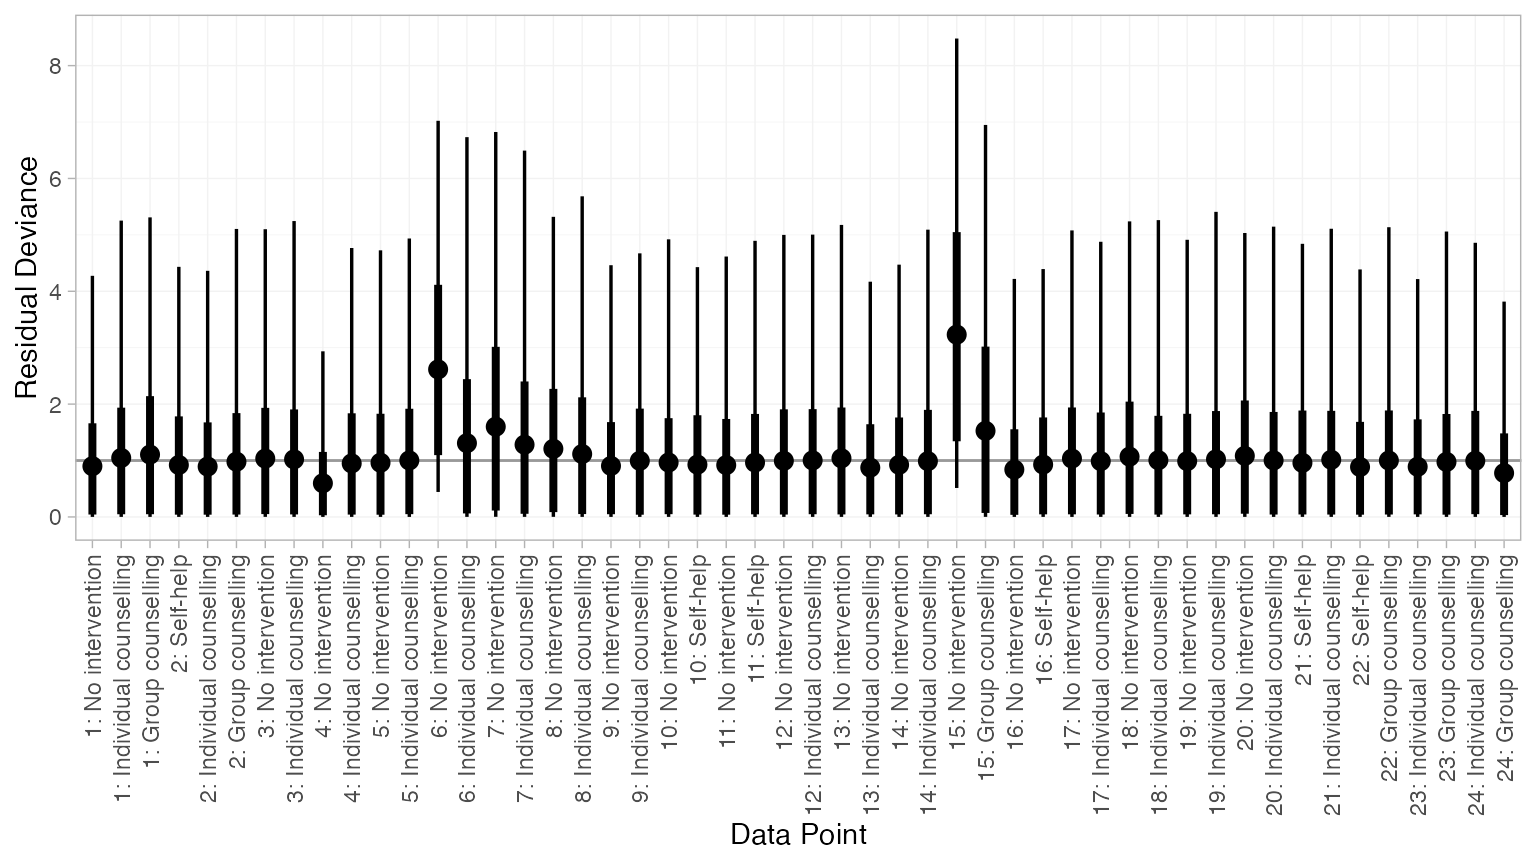 Residual Deviance
8
6
4
2
0
1: No intervention
1: Individual counselling
1: Group counselling
2: Self-help
2: Individual counselling
2: Group counselling
3: No intervention
3: Individual counselling
4: No intervention
4: Individual counselling
5: No intervention
5: Individual counselling
6: No intervention
6: Individual counselling
7: No intervention
7: Individual counselling
8: No intervention
8: Individual counselling
9: No intervention
9: Individual counselling
10: No intervention
10: Self-help
11: No intervention
11: Self-help
12: No intervention
12: Individual counselling
13: No intervention
13: Individual counselling
14: No intervention
14: Individual counselling
15: No intervention
15: Group counselling
16: No intervention
16: Self-help
17: No intervention
17: Individual counselling
18: No intervention
18: Individual counselling
19: No intervention
19: Individual counselling
20: No intervention
20: Individual counselling
21: Self-help
21: Individual counselling
22: Self-help
22: Group counselling
23: Individual counselling
23: Group counselling
24: Individual counselling
24: Group counselling
Data Point